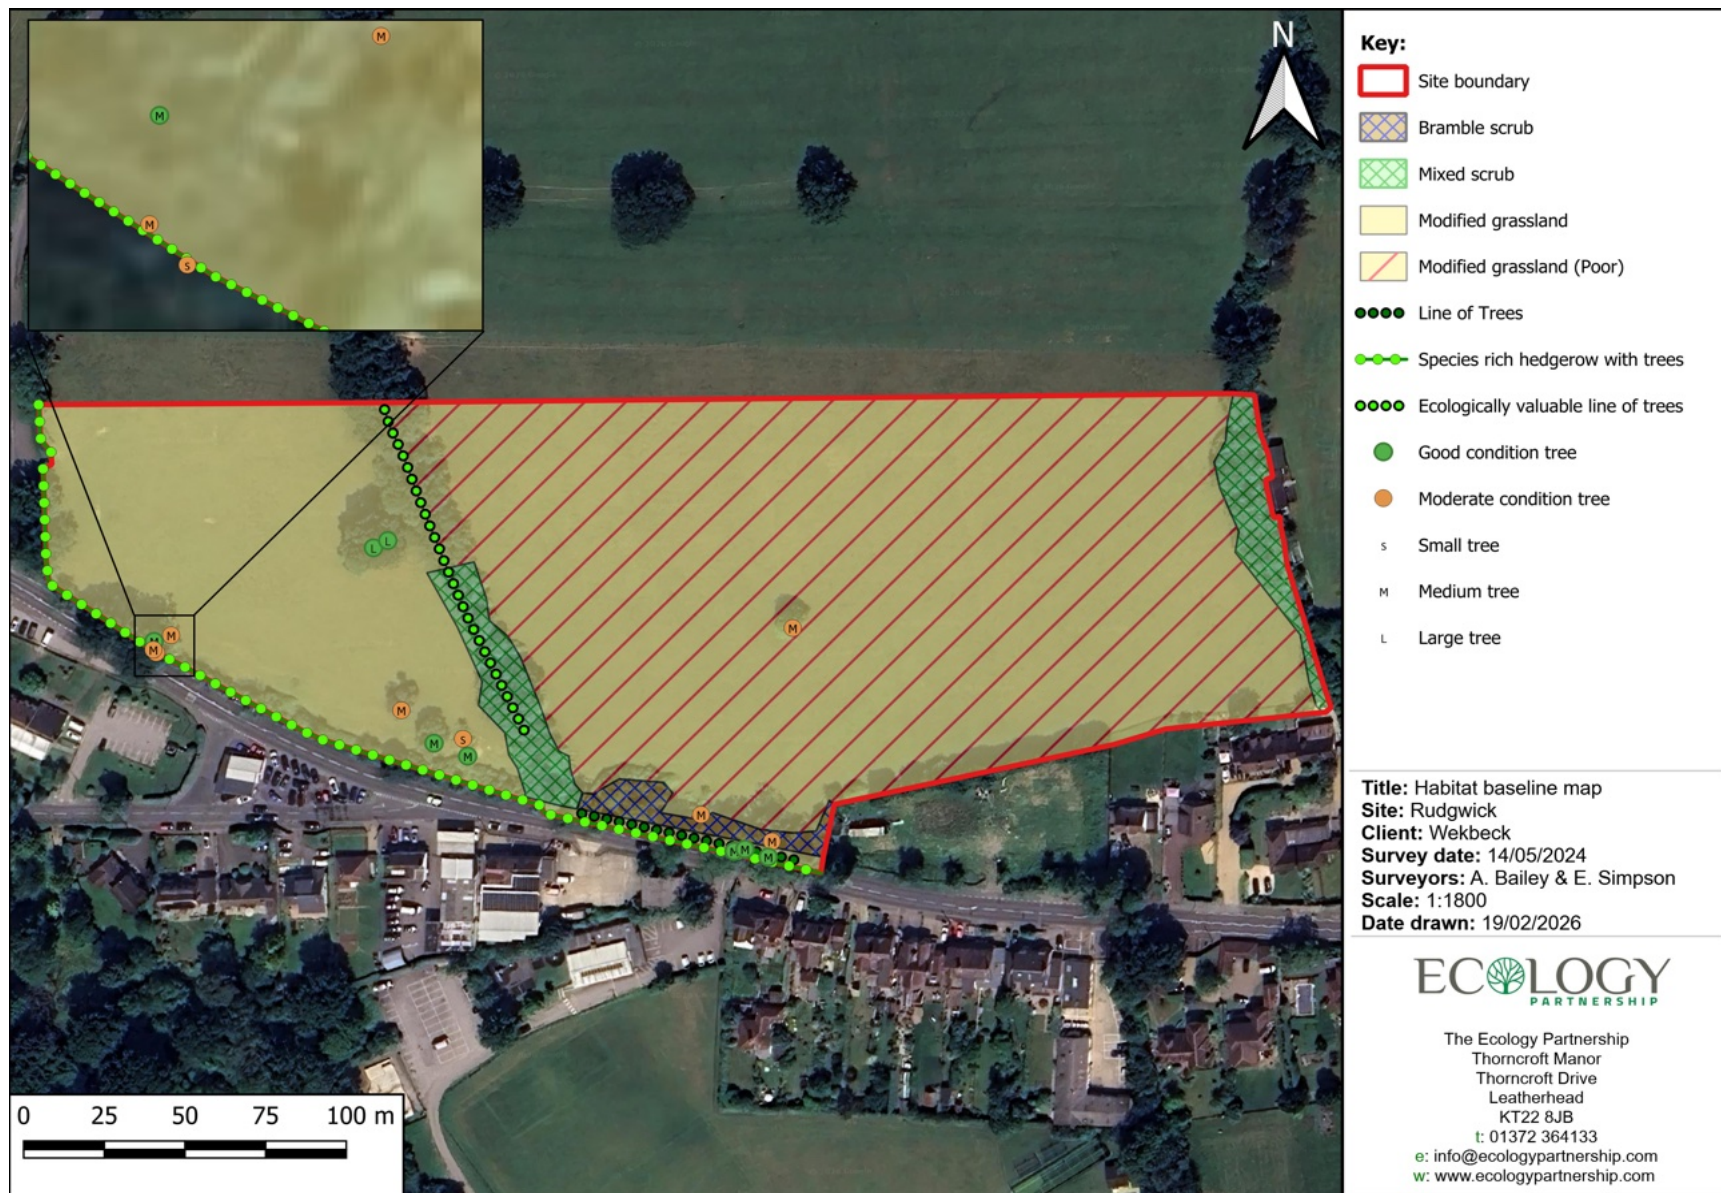 M
M
M
S
N
L
L
M
M
M
M
S
M
M
M
M
M
M
M
M
0 25 50 75 100 m
Key:
Site boundary
Bramble scrub
Mixed scrub
Modified grassland
Modified grassland (Poor)
Line of Trees
Species rich hedgerow with trees
Ecologically valuable line of trees
Good condition tree
Moderate condition tree
S Small tree
M Medium tree
L Large tree
Title: Habitat baseline map
Site: Rudgwick
Client: Wekbeck
Survey date: 14/05/2024
Surveyors: A. Bailey & E. Simpson
Scale: 1:1800
Date drawn: 19/02/2026
ECOLOGY
PARTNERSHIP
The Ecology Partnership
Thorncroft Manor
Thorncroft Drive
Leatherhead
KT22 8JB
t: 01372 364133
e: info@ecologypartnership.com
w: www.ecologypartnership.com